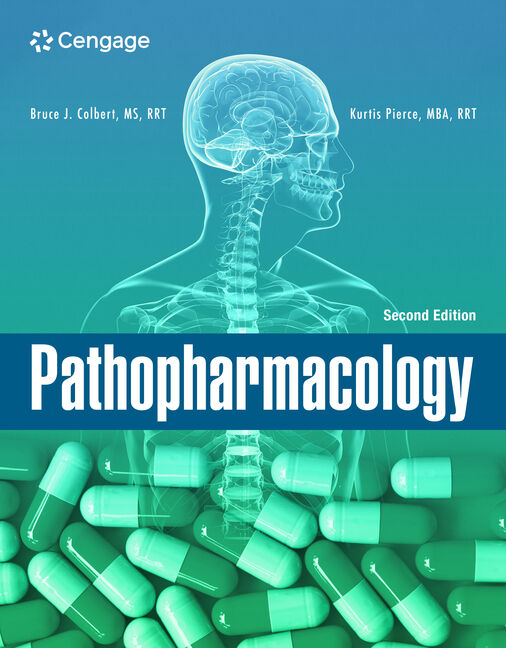 Cengage
Bruce J. Colbert, MS, RRT
Kurtis Pierce, MBA, RRT
Second Edition
Pathopharmacology